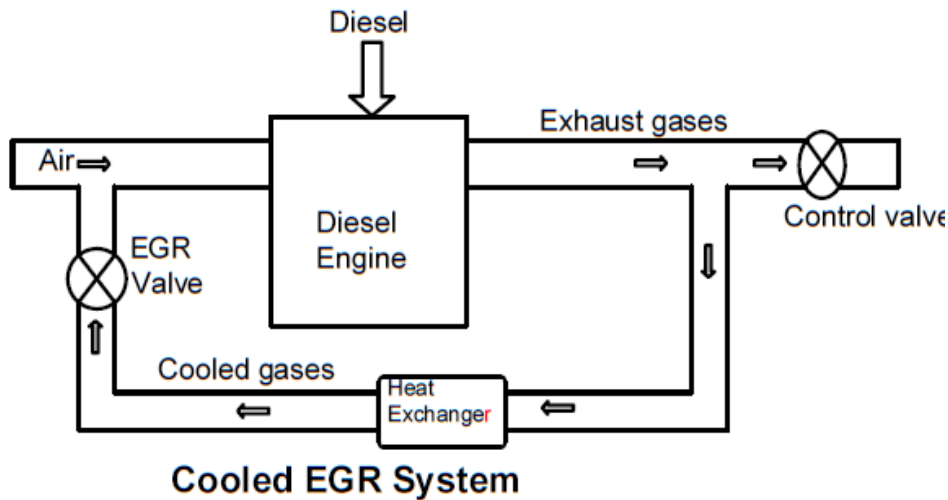 Diesel
Exhaust gases
Air
Control valve
Diesel
Engine
EGR
Valve
Cooled gases
Heat
Exchanger
Cooled EGR System